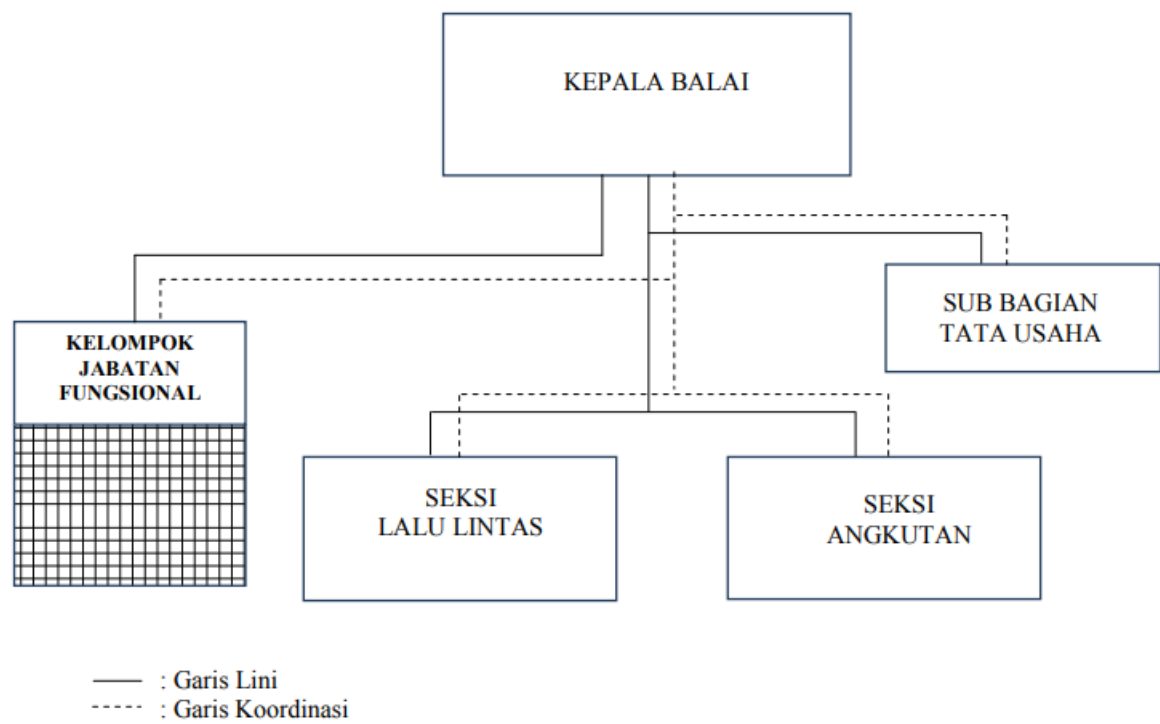 KEPALA BALAI
SUB BAGIAN
TATA USAHA
KELOMPOK
JABATAN
FUNGSIONAL
SEKSI
LALU LINTAS
SEKSI
ANGKUTAN
: Garis Lini
: Garis Koordinasi